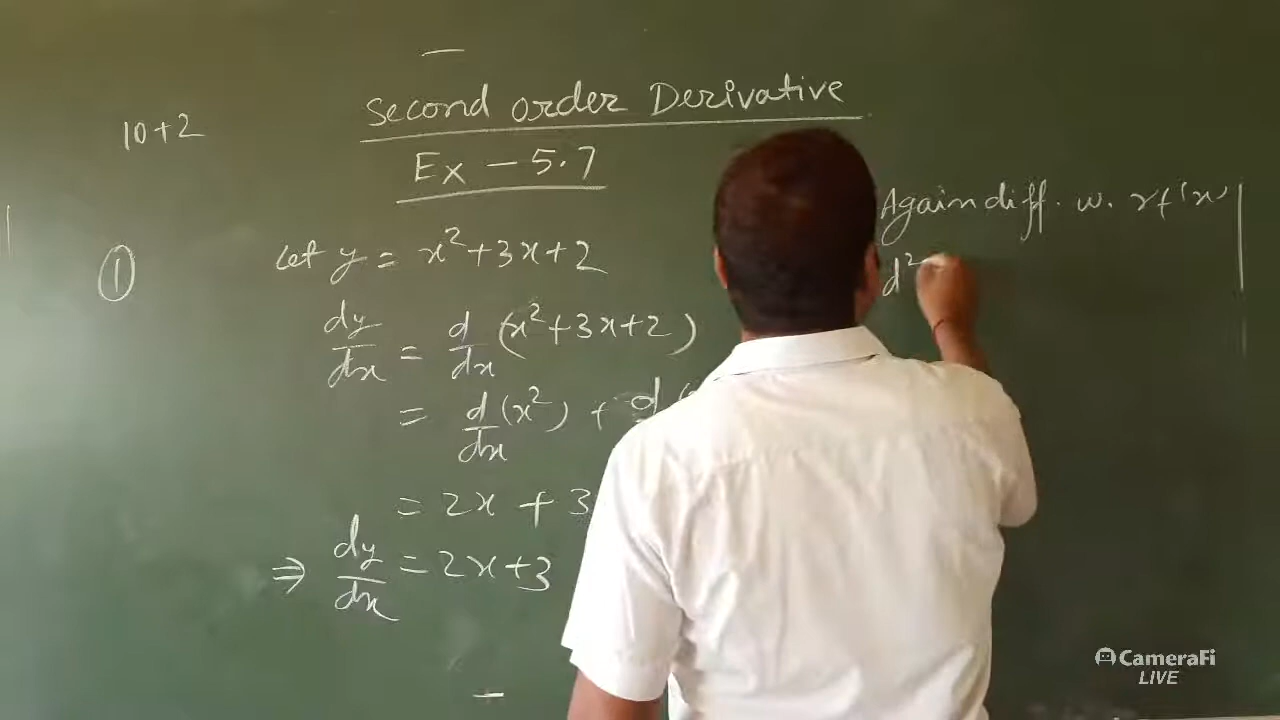 Second order Derivative
10+2
Ex - 5.7
① Let y = x²+3x+2
dy/dx = d/dx (x²+3x+2)
= d/dx (x²) + d
= 2x + 3
⇒ dy/dx = 2x+3
Again diff. w. r t 'x'
d²
CameraFi
LIVE